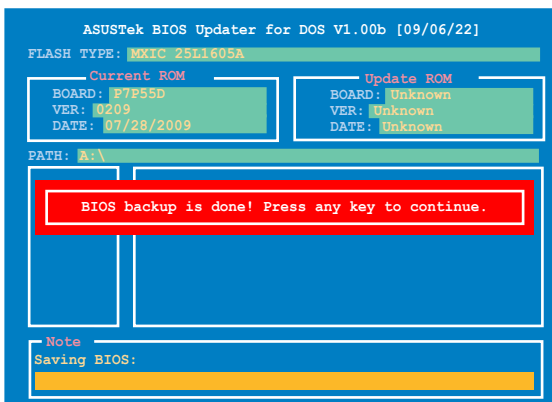 ASUSTek BIOS Updater for DOS V1.00b [09/06/22]
FLASH TYPE: MXIC 25L1605A
Current ROM
BOARD: P7P55D
VER: 0209
DATE: 07/28/2009
Update ROM
BOARD: Unknown
VER: Unknown
DATE: Unknown
PATH: A:\
BIOS backup is done! Press any key to continue.
Note
Saving BIOS: